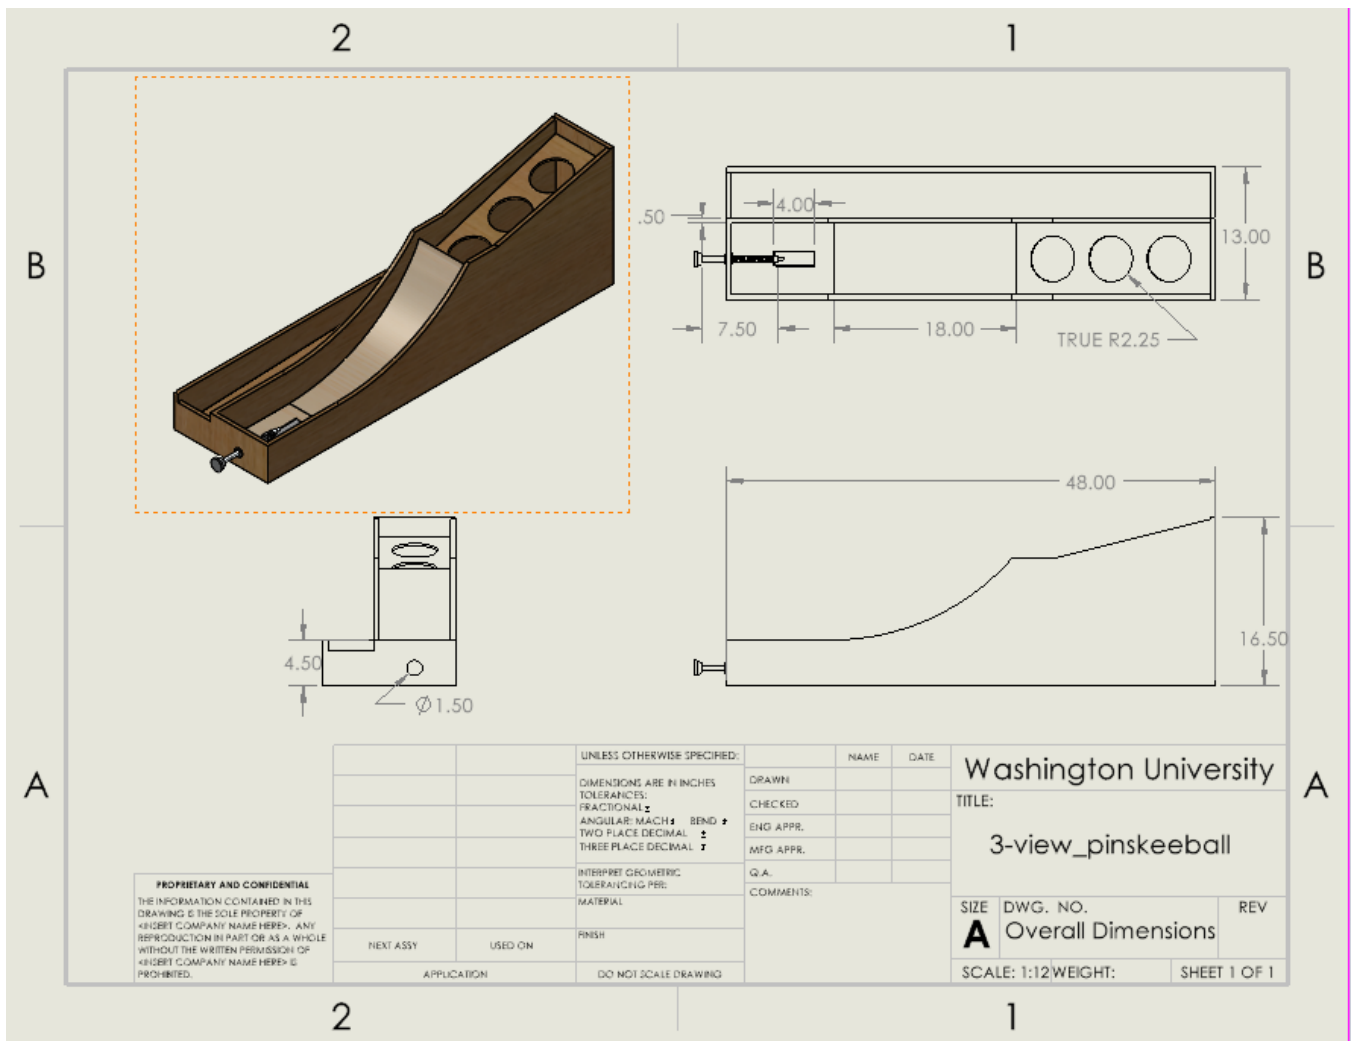 2
1
B
B
4.00
.50
13.00
7.50
18.00
TRUE R2.25
48.00
16.50
4.50
Ø1.50
A
A
UNLESS OTHERWISE SPECIFIED:
DIMENSIONS ARE IN INCHES
TOLERANCES:
FRACTIONAL ±
ANGULAR: MACH ± BEND ±
TWO PLACE DECIMAL ±
THREE PLACE DECIMAL ±
INTERPRET GEOMETRIC
TOLERANCING PER:
MATERIAL
FINISH
DO NOT SCALE DRAWING
NAME DATE
DRAWN
CHECKED
ENG APPR.
MFG APPR.
Q.A.
COMMENTS:
Washington University
TITLE:
3-view_pinskeeball
SIZE DWG. NO. REV
A Overall Dimensions
SCALE: 1:12 WEIGHT: SHEET 1 OF 1
PROPRIETARY AND CONFIDENTIAL
THE INFORMATION CONTAINED IN THIS
DRAWING IS THE SOLE PROPERTY OF
<INSERT COMPANY NAME HERE>. ANY
REPRODUCTION IN PART OR AS A WHOLE
WITHOUT THE WRITTEN PERMISSION OF
<INSERT COMPANY NAME HERE> IS
PROHIBITED.
NEXT ASSY USED ON
APPLICATION
2
1